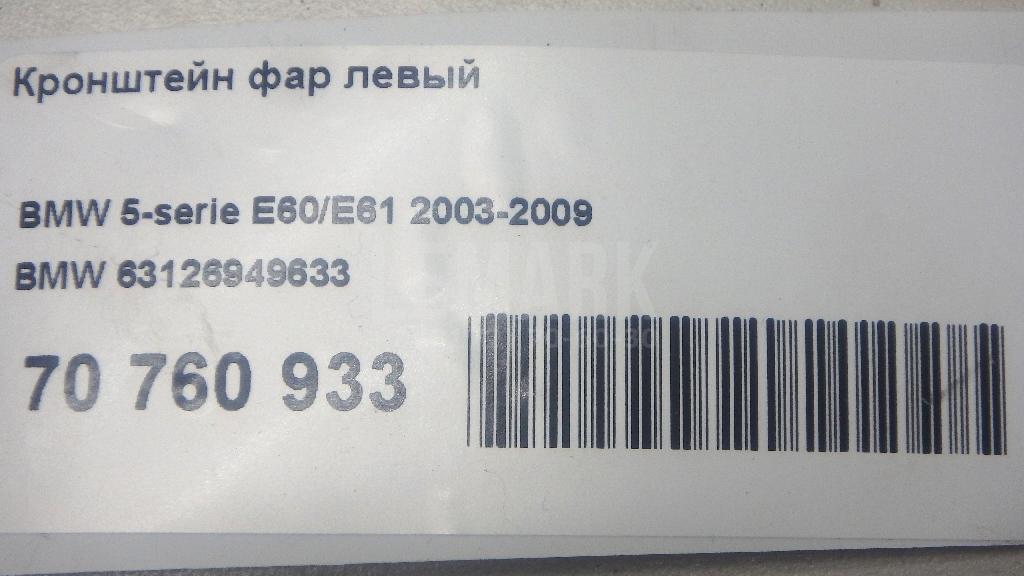 Кронштейн фар левый
BMW 5-serie E60/E61 2003-2009
BMW 63126949633
70 760 933